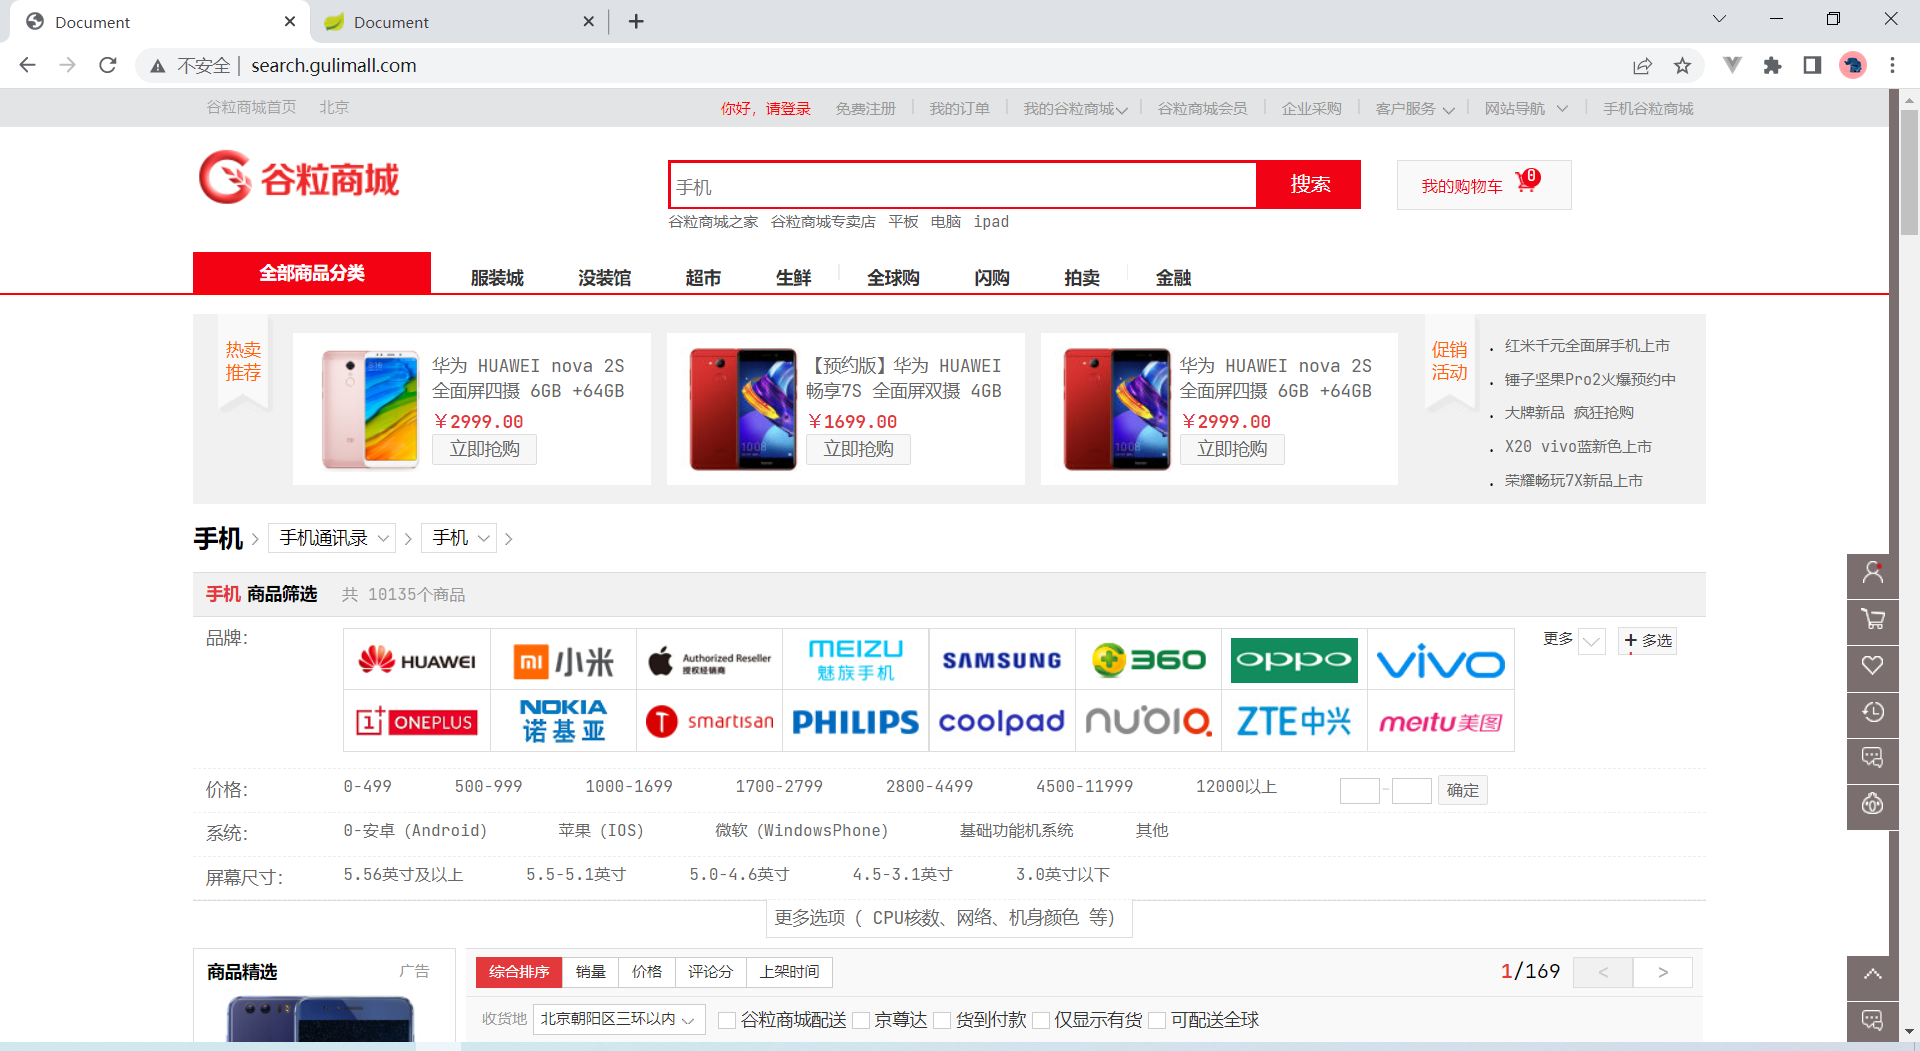 Document
Document
不安全
search.gulimall.com
谷粒商城首页 北京
你好，请登录 免费注册 我的订单 我的谷粒商城 谷粒商城会员 企业采购 客户服务 网站导航 手机谷粒商城
谷粒商城
手机
搜索
我的购物车 0
谷粒商城之家 谷粒商城专卖店 平板 电脑 ipad
全部商品分类 服装城 没装馆 超市 生鲜 全球购 闪购 拍卖 金融
热卖
推荐
华为 HUAWEI nova 2S
全面屏四摄 6GB +64GB
¥2999.00
立即抢购
【预约版】华为 HUAWEI
畅享7S 全面屏双摄 4GB
¥1699.00
立即抢购
华为 HUAWEI nova 2S
全面屏四摄 6GB +64GB
¥2999.00
立即抢购
促销
活动
. 红米千元全面屏手机上市
. 锤子坚果Pro2火爆预约中
. 大牌新品 疯狂抢购
. X20 vivo蓝新色上市
. 荣耀畅玩7X新品上市
手机 > 手机通讯录 > 手机 >
手机 商品筛选 共 10135个商品
品牌:
HUAWEI mi 小米 Authorized Reseller 授权经销商 MEIZU 魅族手机 SAMSUNG 360 oppo vivo
ONEPLUS NOKIA 诺基亚 smartisan PHILIPS coolpad nubia ZTE中兴 meitu美图
更多 + 多选
价格: 0-499 500-999 1000-1699 1700-2799 2800-4499 4500-11999 12000以上 - 确定
系统: 0-安卓（Android） 苹果（IOS） 微软（WindowsPhone） 基础功能机系统 其他
屏幕尺寸: 5.56英寸及以上 5.5-5.1英寸 5.0-4.6英寸 4.5-3.1英寸 3.0英寸以下
更多选项（ CPU核数、网络、机身颜色 等）
商品精选 广告
综合排序 销量 价格 评论分 上架时间
1/169 < >
收货地 北京朝阳区三环以内 谷粒商城配送 京尊达 货到付款 仅显示有货 可配送全球